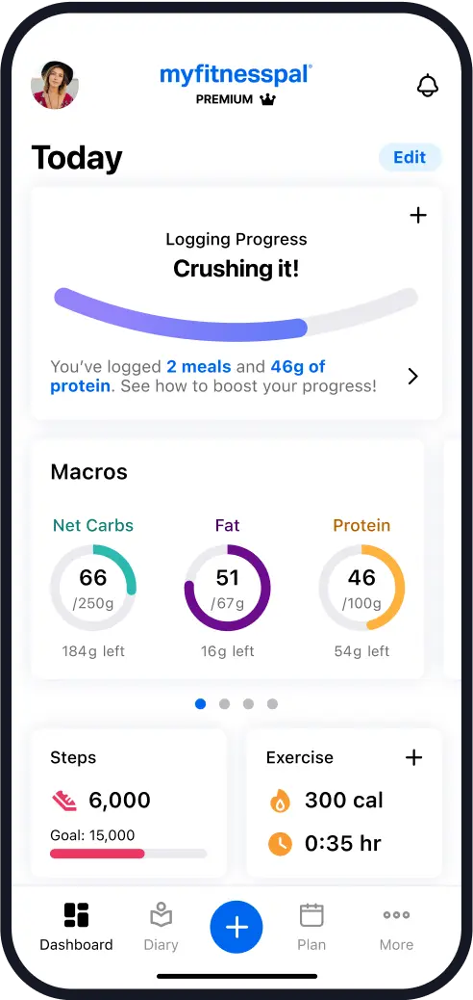 myfitnesspal®
PREMIUM
Today
Edit
Logging Progress
Crushing it!
You’ve logged 2 meals and 46g of
protein. See how to boost your progress!
Macros
Net Carbs
Fat
Protein
66
/250g
51
/67g
46
/100g
184g left
16g left
54g left
Steps
6,000
Goal: 15,000
Exercise
300 cal
0:35 hr
Dashboard
Diary
Plan
More